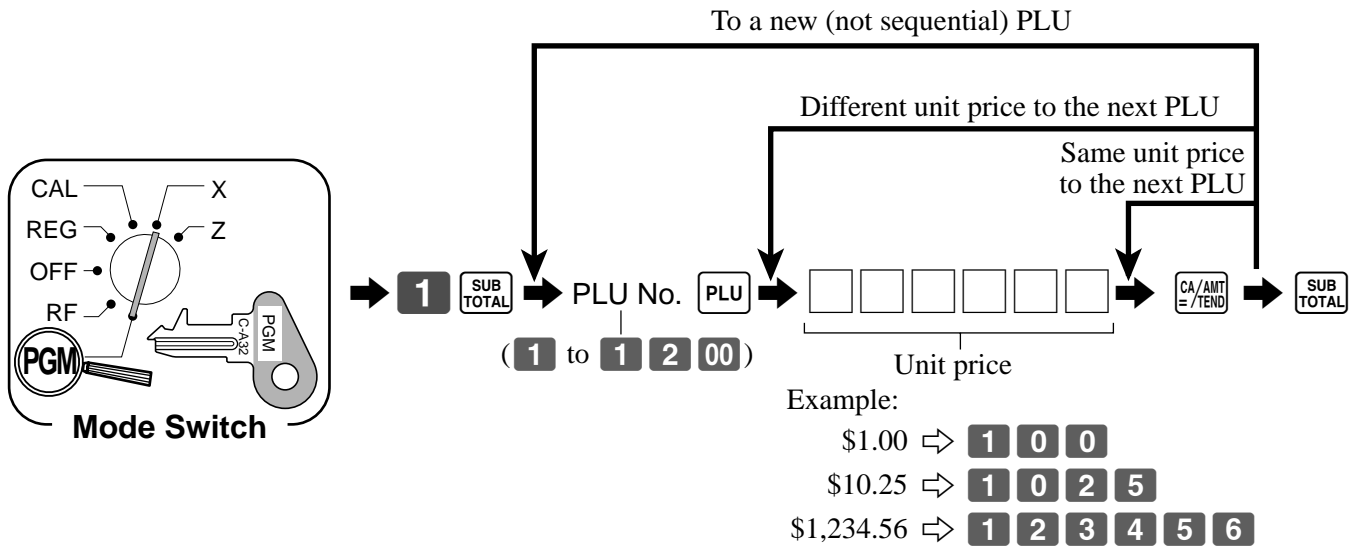 To a new (not sequential) PLU
Different unit price to the next PLU
Same unit price
to the next PLU
CAL
X
REG
Z
OFF
RF
PGM
PGM
C-A32
Mode Switch
1 SUB TOTAL PLU No. PLU CA/AMT = /TEND SUB TOTAL
( 1 to 1 2 00 )
Unit price
Example:
$1.00 ⇨ 1 0 0
$10.25 ⇨ 1 0 2 5
$1,234.56 ⇨ 1 2 3 4 5 6